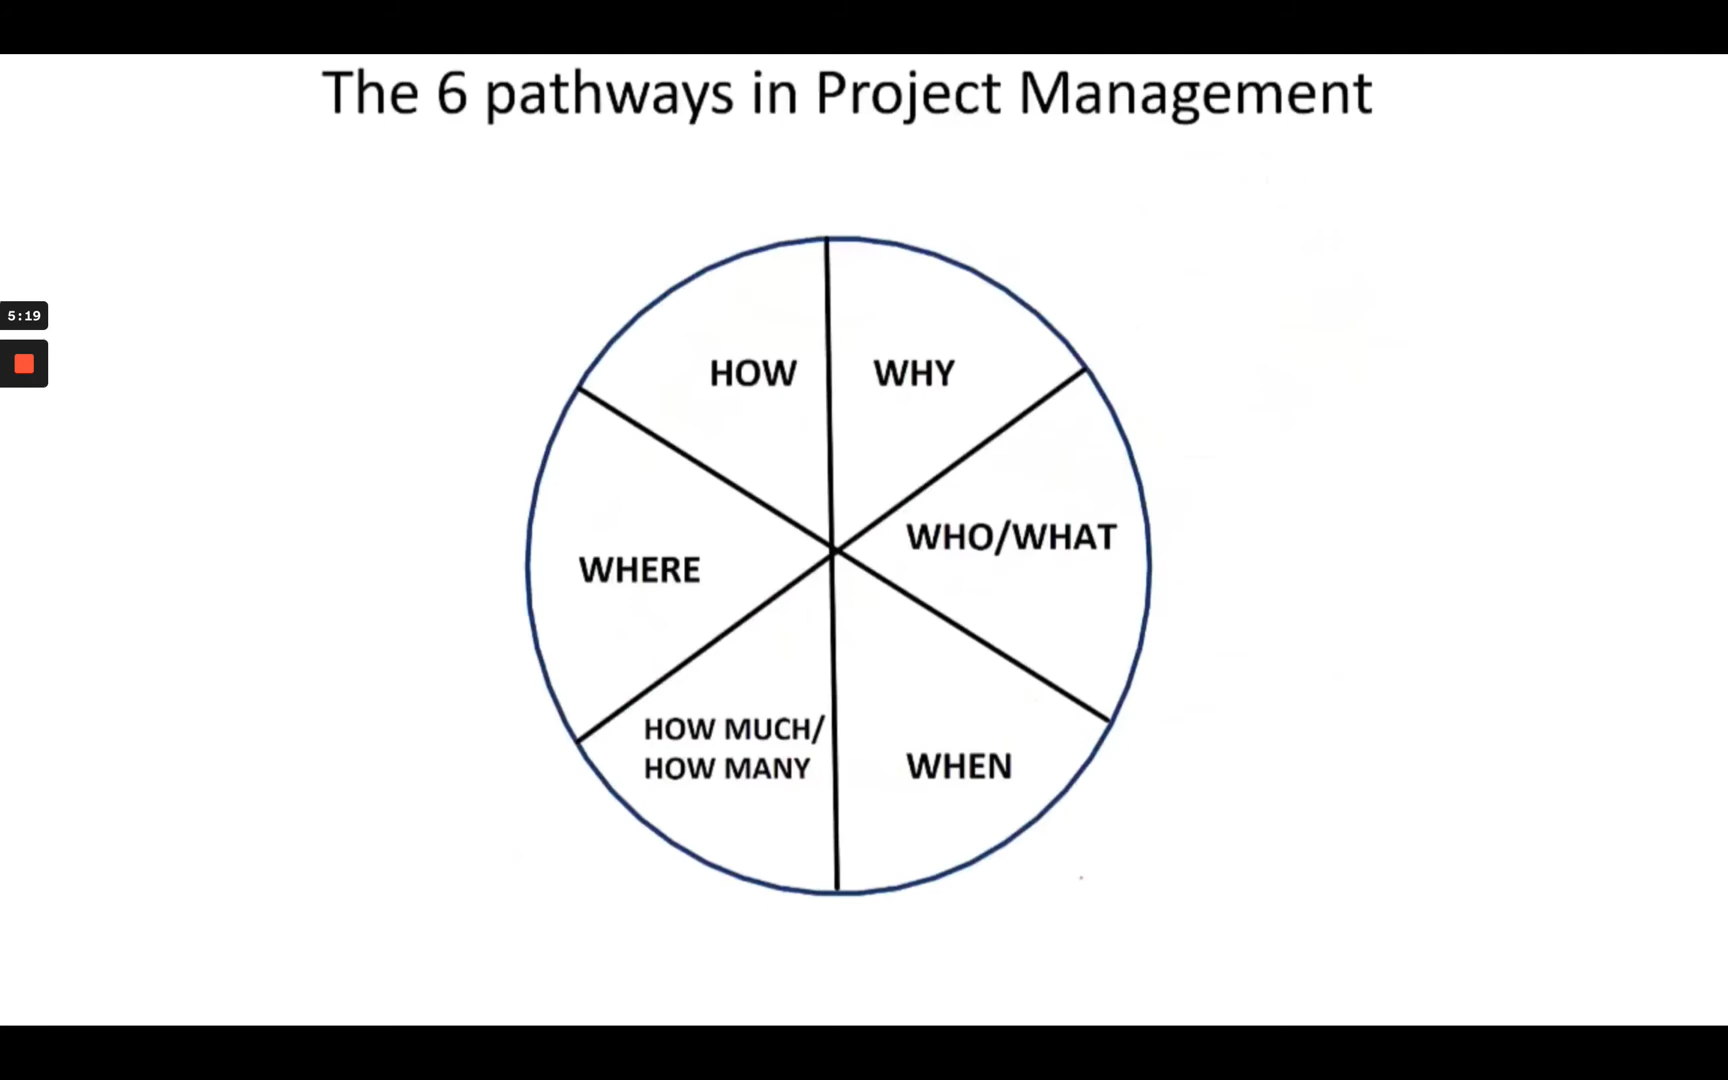 The 6 pathways in Project Management
5:19
HOW
WHY
WHO/WHAT
WHERE
HOW MUCH/
HOW MANY
WHEN